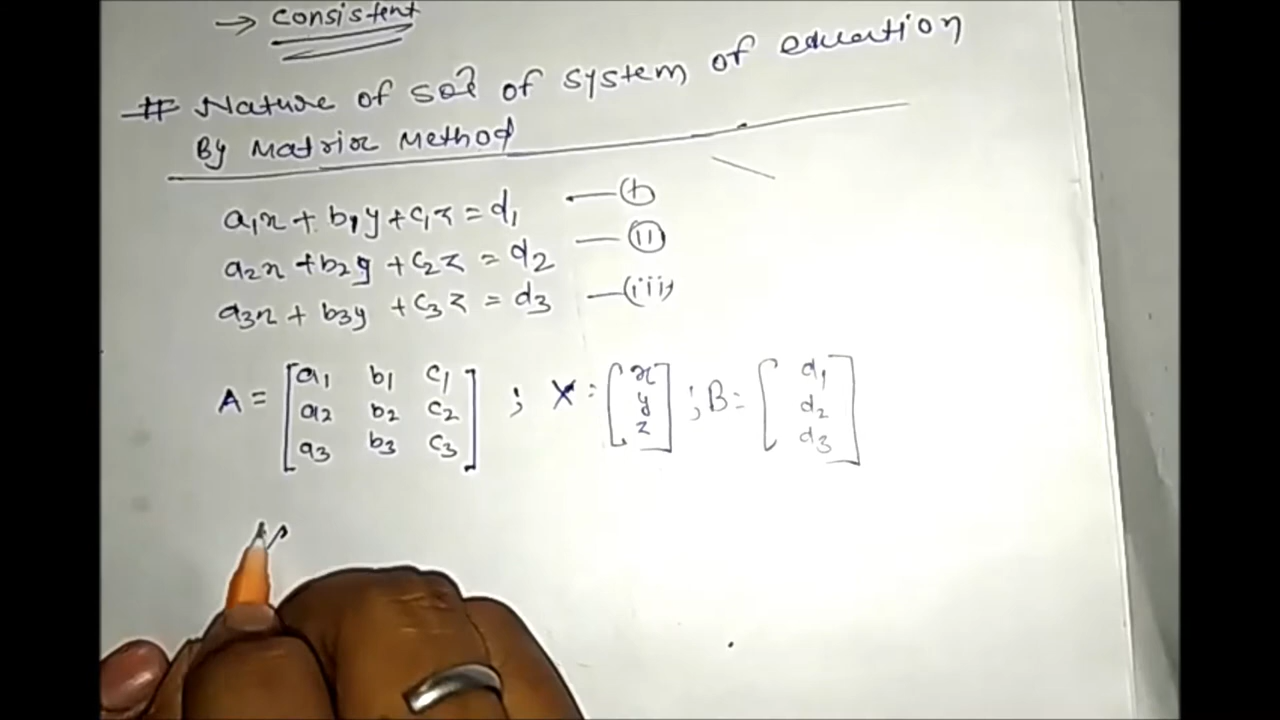 → consistent
# Nature of sol of system of equation
By Matrix Method
a₁x + b₁y + c₁z = d₁ —(i)
a₂x + b₂y + c₂z = d₂ —(ii)
a₃x + b₃y + c₃z = d₃ —(iii)
A = [a₁ b₁ c₁ ; X = [x ; B = [d₁
a₂ b₂ c₂ y d₂
a₃ b₃ c₃] z] d₃]